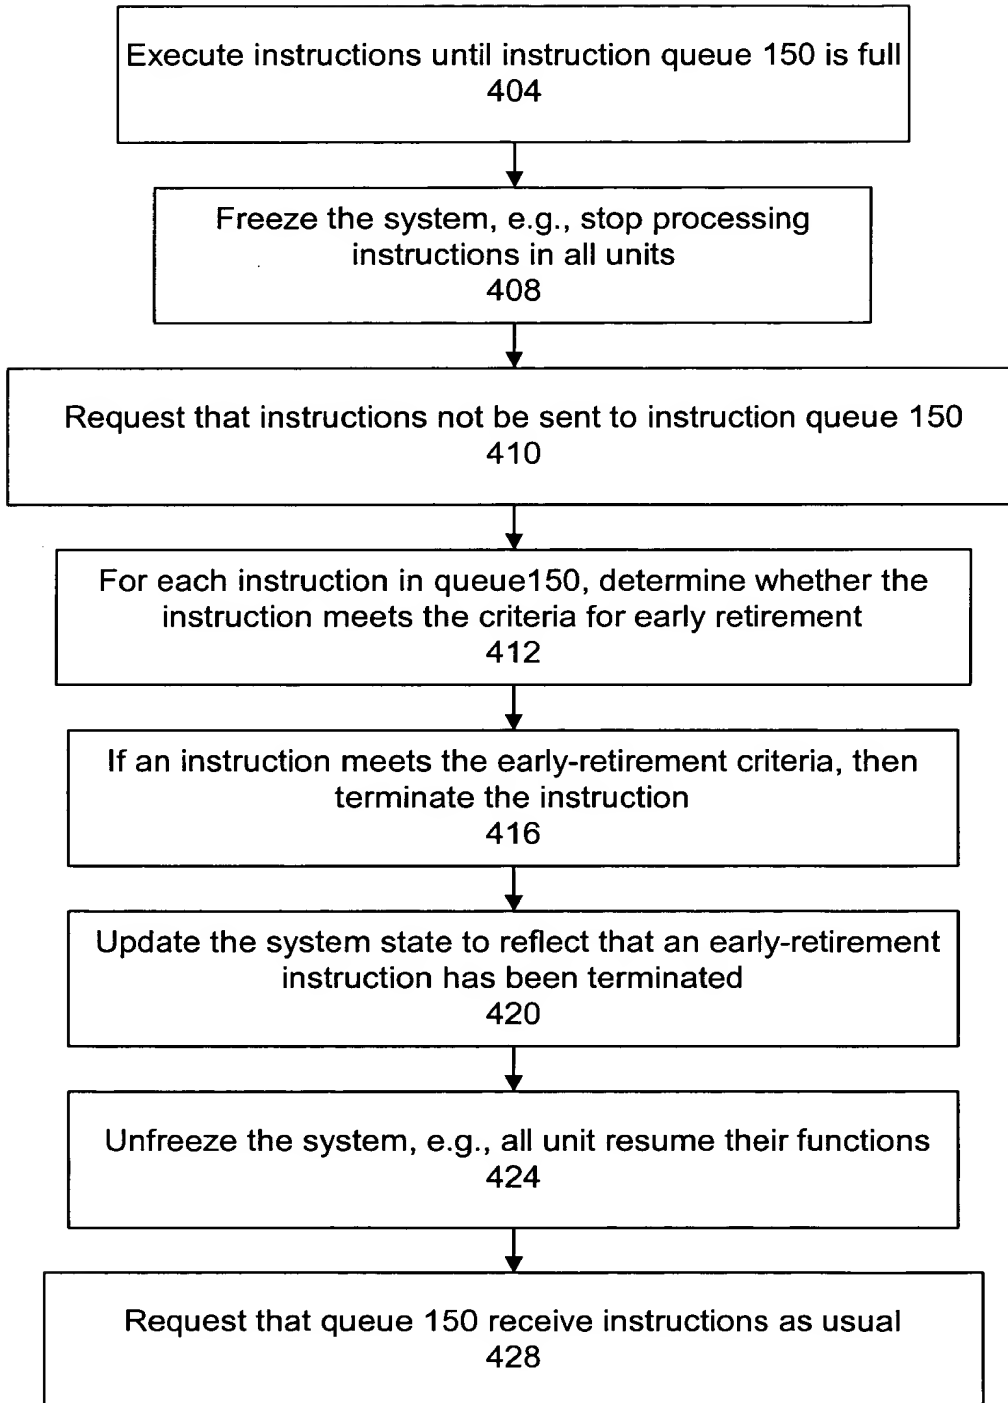 Execute instructions until instruction queue 150 is full
404
Freeze the system, e.g., stop processing
instructions in all units
408
Request that instructions not be sent to instruction queue 150
410
For each instruction in queue150, determine whether the
instruction meets the criteria for early retirement
412
If an instruction meets the early-retirement criteria, then
terminate the instruction
416
Update the system state to reflect that an early-retirement
instruction has been terminated
420
Unfreeze the system, e.g., all unit resume their functions
424
Request that queue 150 receive instructions as usual
428